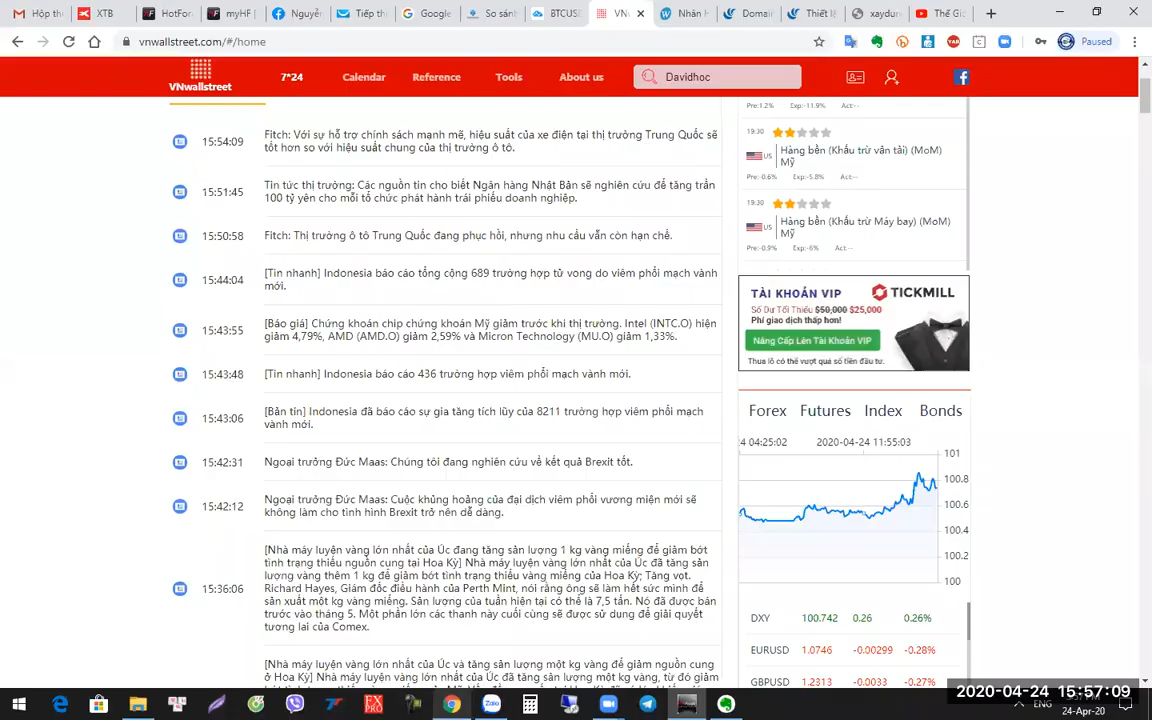 Hộp thư
XTB
HotFor
myHF
Nguyễ
Tiếp th
Google
So sánh
BTCUSD
VN
Nhân
Domai
Thiết lậ
xaydun
Thế Giớ
vnwallstreet.com/#/home
Paused
VNwallstreet
7*24
Calendar
Reference
Tools
About us
Davidhoc
15:54:09
Fitch: Với sự hỗ trợ chính sách mạnh mẽ, hiệu suất của xe điện tại thị trường Trung Quốc sẽ
tốt hơn so với hiệu suất chung của thị trường ô tô.
15:51:45
Tin tức thị trường: Các nguồn tin cho biết Ngân hàng Nhật Bản sẽ nghiên cứu để tăng trần
100 tỷ yên cho mỗi tổ chức phát hành trái phiếu doanh nghiệp.
15:50:58
Fitch: Thị trường ô tô Trung Quốc đang phục hồi, nhưng nhu cầu vẫn còn hạn chế.
15:44:04
[Tin nhanh] Indonesia báo cáo tổng cộng 689 trường hợp tử vong do viêm phổi mạch vành
mới.
15:43:55
[Báo giá] Chứng khoán chip chứng khoán Mỹ giảm trước khi thị trường. Intel (INTC.O) hiện
giảm 4,79%, AMD (AMD.O) giảm 2,59% và Micron Technology (MU.O) giảm 1,33%.
15:43:48
[Tin nhanh] Indonesia báo cáo 436 trường hợp viêm phổi mạch vành mới.
15:43:06
[Bản tin] Indonesia đã báo cáo sự gia tăng tích lũy của 8211 trường hợp viêm phổi mạch
vành mới.
15:42:31
Ngoại trưởng Đức Maas: Chúng tôi đang nghiên cứu về kết quả Brexit tốt.
15:42:12
Ngoại trưởng Đức Maas: Cuộc khủng hoảng của đại dịch viêm phổi vương miện mới sẽ
không làm cho tình hình Brexit trở nên dễ dàng.
15:36:06
[Nhà máy luyện vàng lớn nhất của Úc đang tăng sản lượng 1 kg vàng miếng để giảm bớt
tình trạng thiếu nguồn cung tại Hoa Kỳ] Nhà máy luyện vàng lớn nhất của Úc đã tăng sản
lượng vàng thêm 1 kg để giảm bớt tình trạng thiếu vàng miếng của Hoa Kỳ; Tăng vọt.
Richard Hayes, Giám đốc điều hành của Perth Mint, nói rằng ông sẽ làm hết sức mình để
sản xuất một kg vàng miếng. Sản lượng của tuần hiện tại có thể là 7,5 tấn. Nó đã được bán
trước vào tháng 5. Một phần lớn các thanh này cuối cùng sẽ được sử dụng để giải quyết
tương lai của Comex.
[Nhà máy luyện vàng lớn nhất của Úc và tăng sản lượng một kg vàng để giảm nguồn cung
ở Hoa Kỳ] Nhà máy luyện vàng lớn nhất của Úc đã tăng sản lượng vàng miếng, từ đó giảm
Pre:1.2%
Exp:-11.9%
Act:--
19:30
US
Hàng bền (Khấu trừ vận tải) (MoM)
Mỹ
Pre:-0.6%
Exp:-5.8%
Act:--
19:30
US
Hàng bền (Khấu trừ Máy bay) (MoM)
Mỹ
Pre:-0.9%
Exp:-6%
Act:--
TÀI KHOẢN VIP
TICKMILL
Số Dư Tối Thiểu $50,000 $25,000
Phí giao dịch thấp hơn!
Nâng Cấp Lên Tài Khoản VIP
Thua lỗ có thể vượt quá số tiền đầu tư.
Forex
Futures
Index
Bonds
4 04:25:02
2020-04-24 11:55:03
101
100.8
100.6
100.4
100.2
100
DXY
100.742
0.26
0.26%
EURUSD
1.0746
-0.00299
-0.28%
GBPUSD
1.2313
-0.0033
-0.27%
2020-04-24 15:57:09
ENG
24-Apr-20